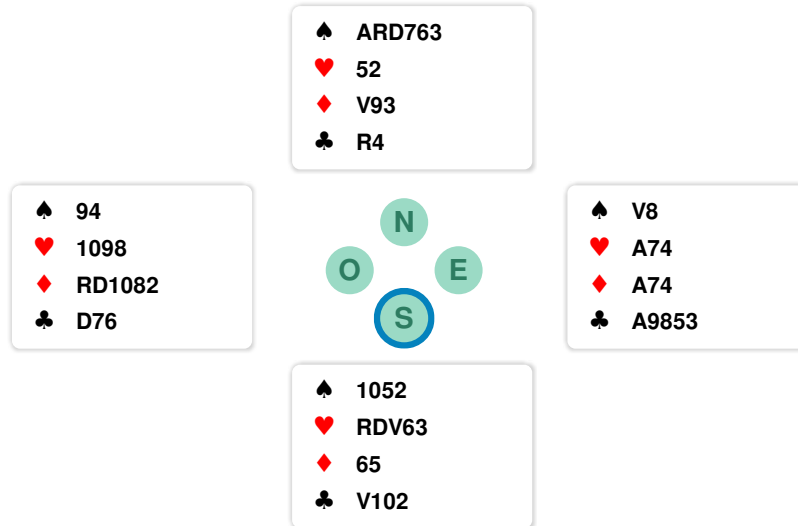 ♠ ARD763
♥ 52
♦ V93
♣ R4
♠ 94
♥ 1098
♦ RD1082
♣ D76
N
O E
S
♠ V8
♥ A74
♦ A74
♣ A9853
♠ 1052
♥ RDV63
♦ 65
♣ V102